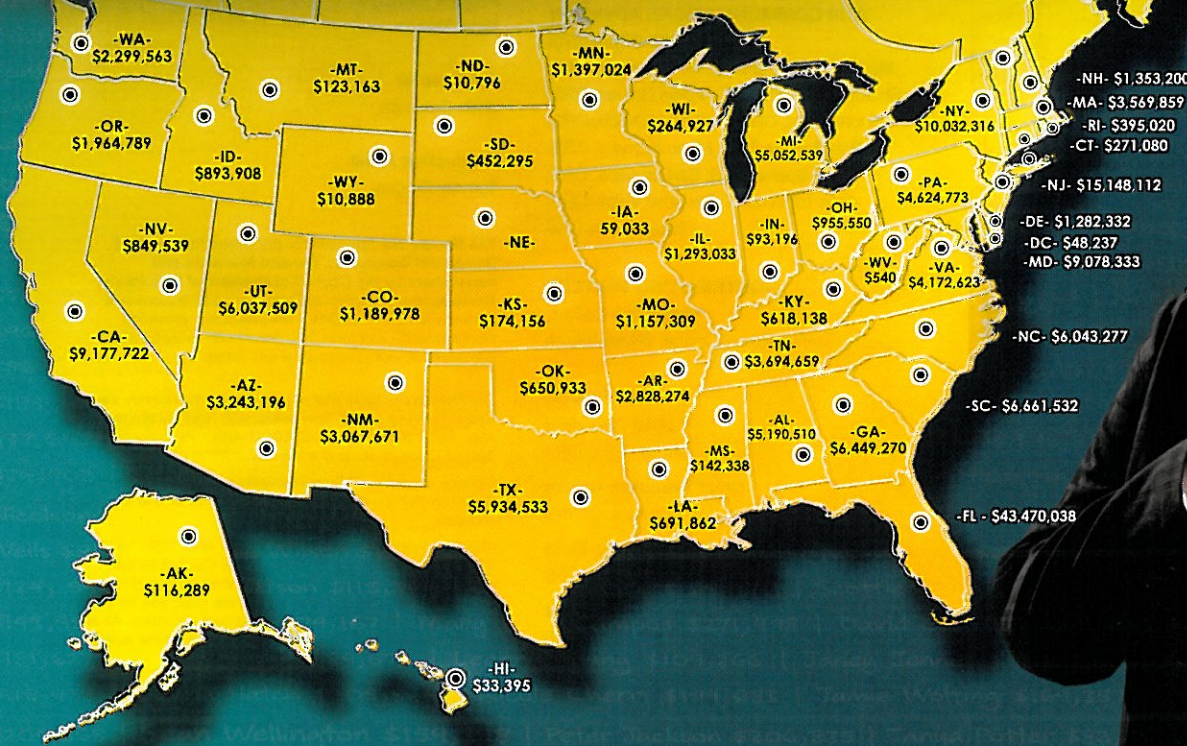 -WA-
$2,299,563
-MT-
$123,163
-ND-
$10,796
-MN-
$1,397,024
-OR-
$1,964,789
-ID-
$893,908
-SD-
$452,295
-WI-
$264,927
-MI-
$5,052,539
-NY-
$10,032,316
-NH- $1,353,200
-MA- $3,569,859
-RI- $395,020
-CT- $271,080
-NJ- $15,148,112
-DE- $1,282,332
-DC- $48,237
-MD- $9,078,333
-WY-
$10,888
-NE-
-IA-
59,033
-PA-
$4,624,773
-NV-
$849,539
-UT-
$6,037,509
-CO-
$1,189,978
-KS-
$174,156
-MO-
$1,157,309
-IL-
$1,293,033
-IN-
$93,196
-OH-
$955,550
-WV-
$540
-VA-
$4,172,623
-KY-
$618,138
-CA-
$9,177,722
-AZ-
$3,243,196
-NM-
$3,067,671
-OK-
$650,933
-AR-
$2,828,274
-TN-
$3,694,659
-NC- $6,043,277
-SC- $6,661,532
-TX-
$5,934,533
-LA-
$691,862
-MS-
$142,338
-AL-
$5,190,510
-GA-
$6,449,270
-FL - $43,470,038
-AK-
$116,289
-HI-
$33,395
Wellington
Peter Jackson